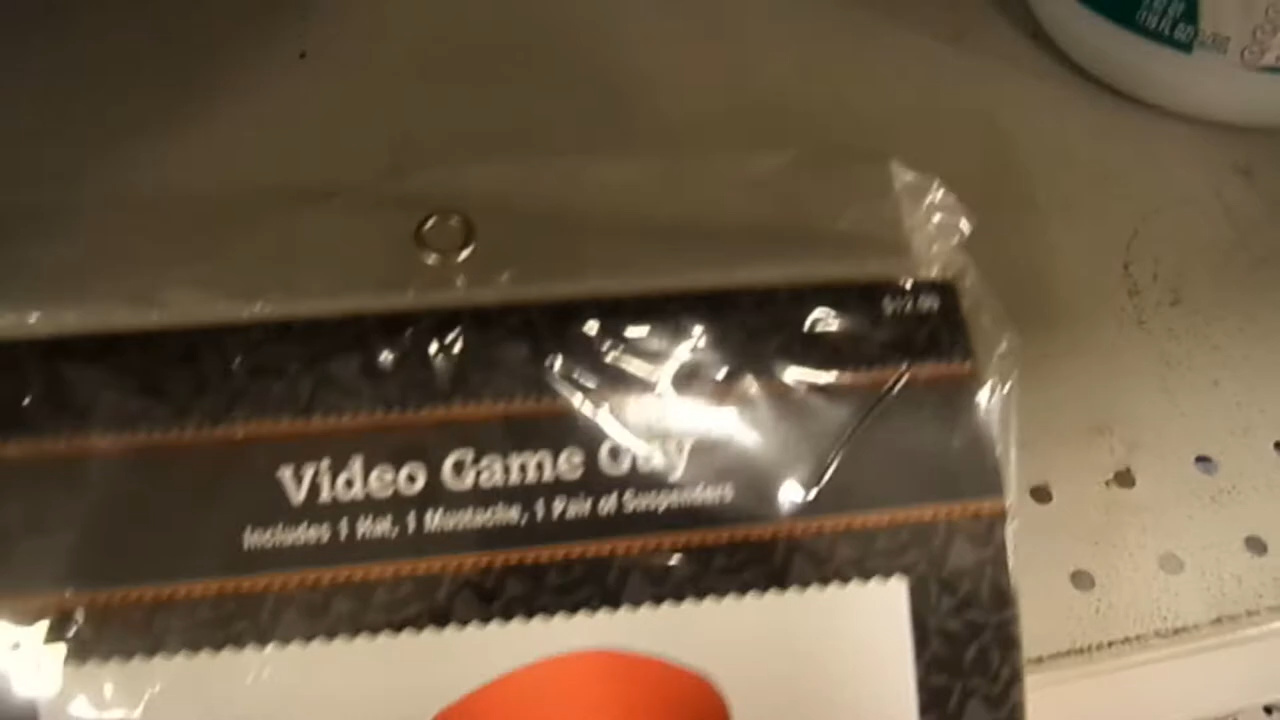 Video Game Guy
Includes 1 Hat, 1 Mustache, 1 Pair of Suspenders